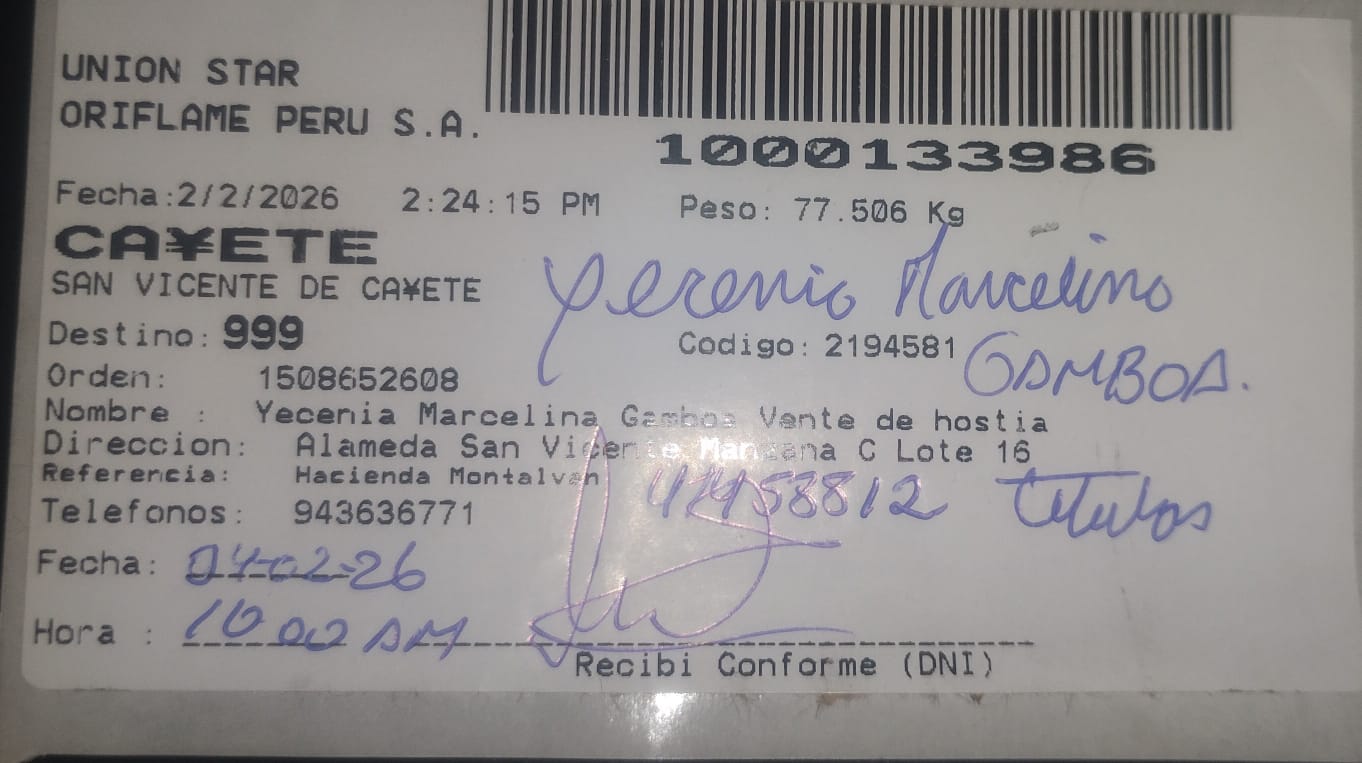 UNION STAR
ORIFLAME PERU S.A.
1000133986
Fecha:2/2/2026 2:24:15 PM Peso: 77.506 Kg
CA¥ETE
SAN VICENTE DE CA¥ETE
Yecenia Marcelino
Destino: 999 Codigo: 2194581
GAMBOA.
Orden: 1508652608
Nombre : Yecenia Marcelina Gamboa Vente de hostia
Direccion: Alameda San Vicente Manzana C Lote 16
Referencia: Hacienda Montalvan
Telefonos: 943636771
Titular
Fecha: 04-02-26
Hora : 10 00 AM
Recibi Conforme (DNI)